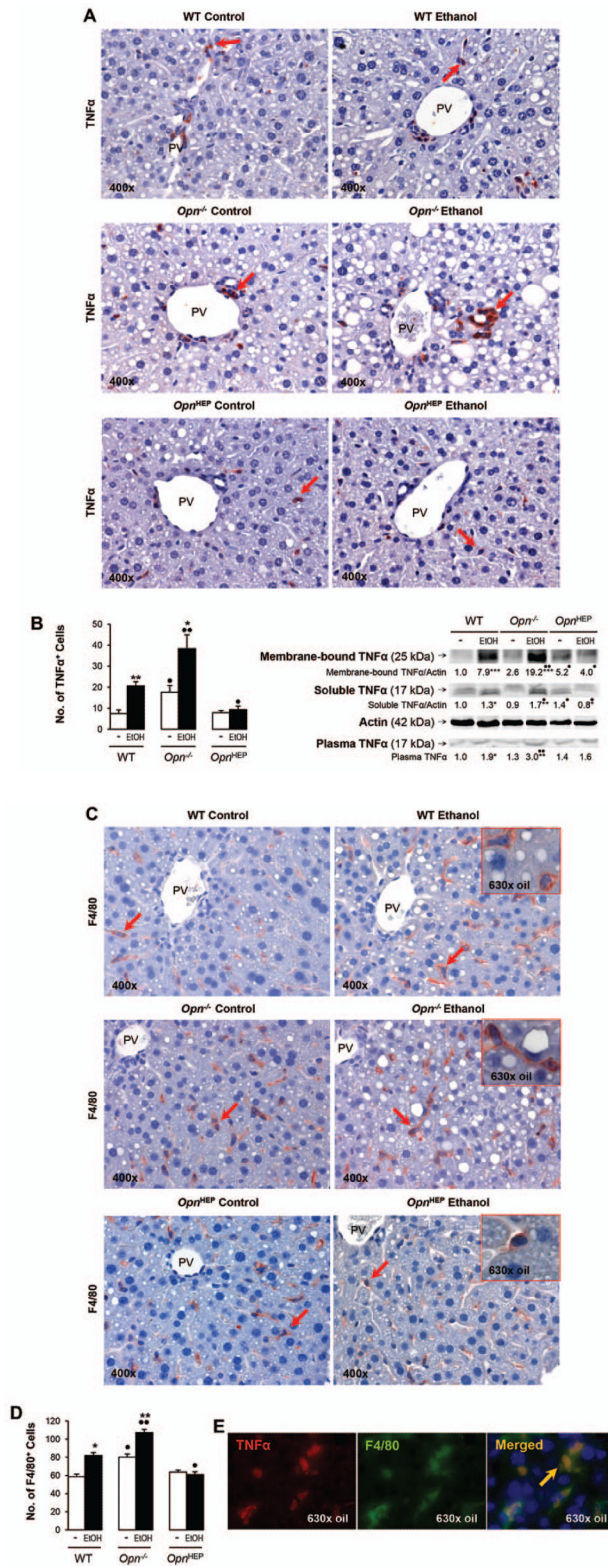 A
WT Control
WT Ethanol
TNFα
PV
400x
PV
400x
Opn-/- Control
Opn-/- Ethanol
TNFα
PV
400x
PV
400x
OpnHEP Control
OpnHEP Ethanol
TNFα
PV
400x
PV
400x
B
No. of TNFα+ Cells
50
40
30
20
10
0
**
•
*
••
•
- EtOH - EtOH - EtOH
WT Opn-/- OpnHEP
WT Opn-/- OpnHEP
- EtOH - EtOH - EtOH
Membrane-bound TNFα (25 kDa) →
Membrane-bound TNFα/Actin 1.0 7.9*** 2.6 19.2 5.2 4.0
Soluble TNFα (17 kDa) →
Soluble TNFα/Actin 1.0 1.3* 0.9 1.7 1.4 0.8
Actin (42 kDa) →
Plasma TNFα (17 kDa) →
Plasma TNFα 1.0 1.9* 1.3 3.0 1.4 1.6
C
WT Control
WT Ethanol
F4/80
PV
400x
PV
630x oil
400x
Opn-/- Control
Opn-/- Ethanol
F4/80
PV
400x
PV
630x oil
400x
OpnHEP Control
OpnHEP Ethanol
F4/80
PV
400x
PV
630x oil
400x
D
No. of F4/80+ Cells
120
100
80
60
40
20
0
*
•
**
••
•
- EtOH - EtOH - EtOH
WT Opn-/- OpnHEP
E
TNFα
630x oil
F4/80
630x oil
Merged
630x oil